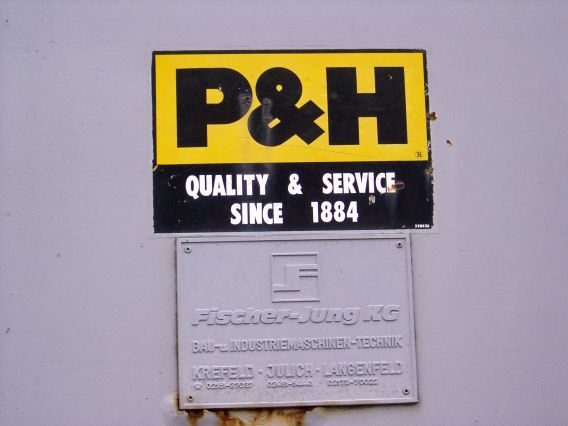 P&H
®
QUALITY & SERVICE
SINCE 1884
Fischer-Jung KG
BAU- u. INDUSTRIEMASCHINEN-TECHNIK
KREFELD · JÜLICH · LANGENFELD